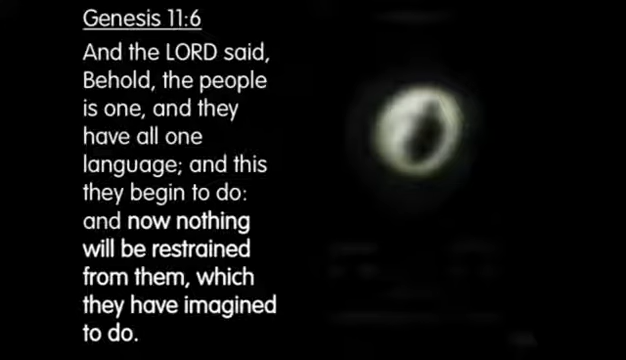 Genesis 11:6
And the LORD said,
Behold, the people
is one, and they
have all one
language; and this
they begin to do:
and now nothing
will be restrained
from them, which
they have imagined
to do.